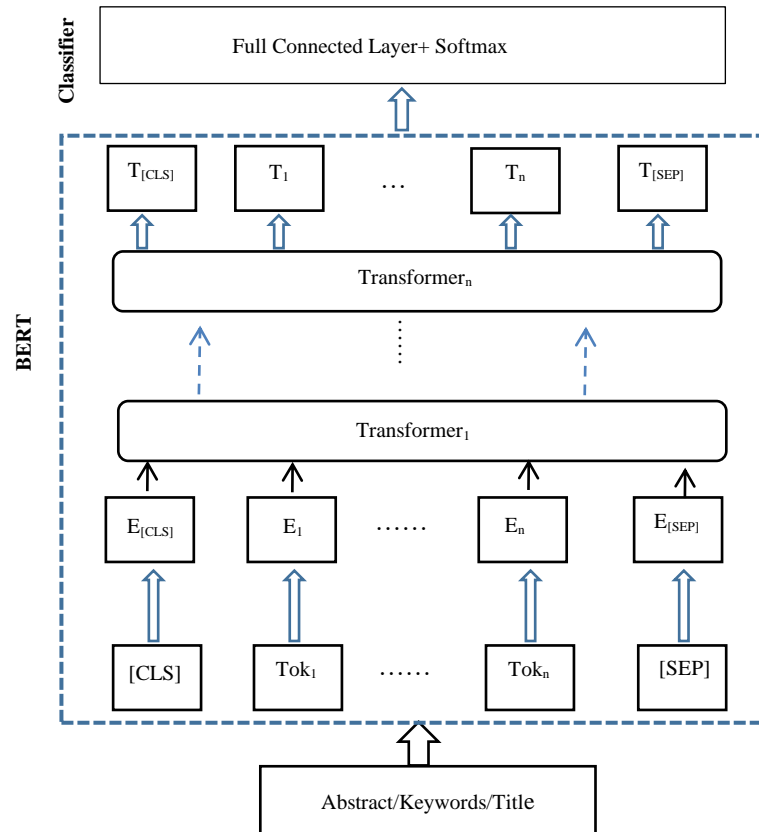 Classifier
Full Connected Layer+ Softmax
BERT
T[CLS] T1 ... Tn T[SEP]
Transformern
........
Transformer1
E[CLS] E1 ...... En E[SEP]
[CLS] Tok1 ...... Tokn [SEP]
Abstract/Keywords/Title